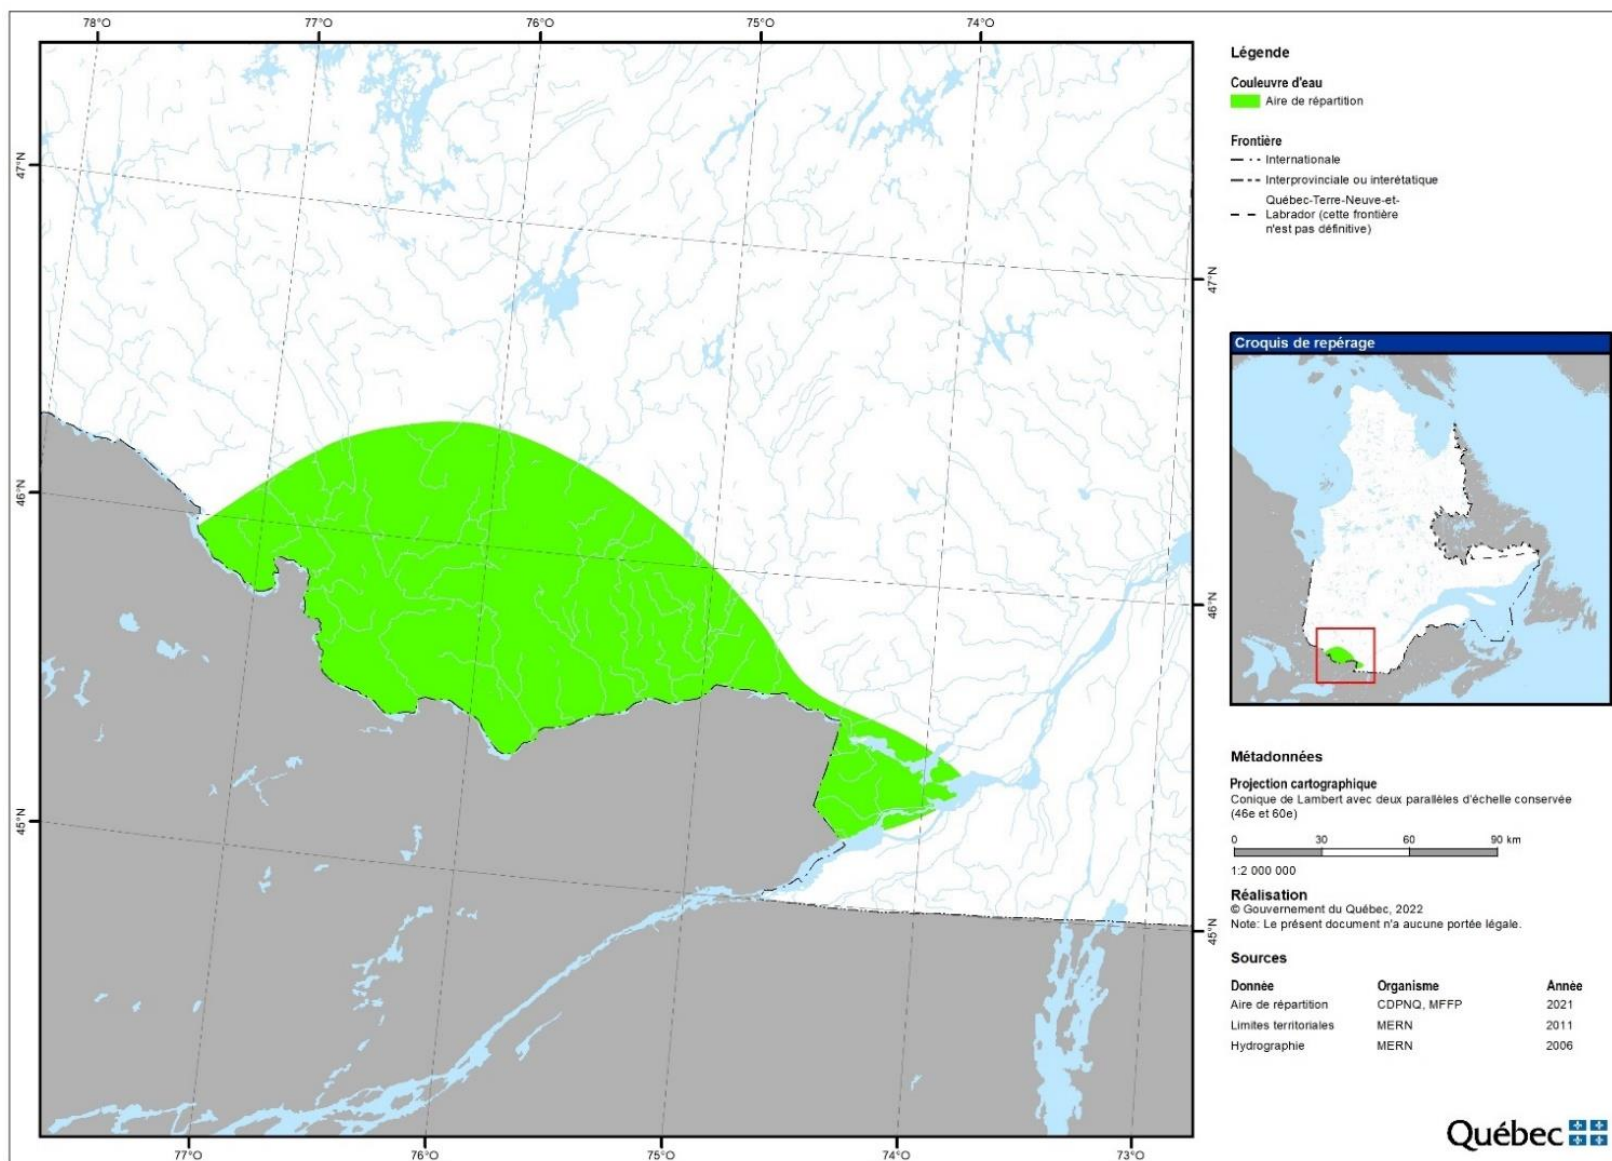 78°O 77°O 76°O 75°O 74°O
47°N
46°N
45°N
47°N
46°N
45°N
77°O 76°O 75°O 74°O 73°O
Légende
Couleuvre d'eau
Aire de répartition
Frontière
Internationale
Interprovinciale ou interétatique
Québec-Terre-Neuve-et-
Labrador (cette frontière
n'est pas définitive)
Croquis de repérage
Métadonnées
Projection cartographique
Conique de Lambert avec deux parallèles d'échelle conservée
(46e et 60e)
0 30 60 90 km
1:2 000 000
Réalisation
© Gouvernement du Québec, 2022
Note: Le présent document n'a aucune portée légale.
Sources
Donnée Organisme Année
Aire de répartition CDPNQ, MFFP 2021
Limites territoriales MERN 2011
Hydrographie MERN 2006
Québec